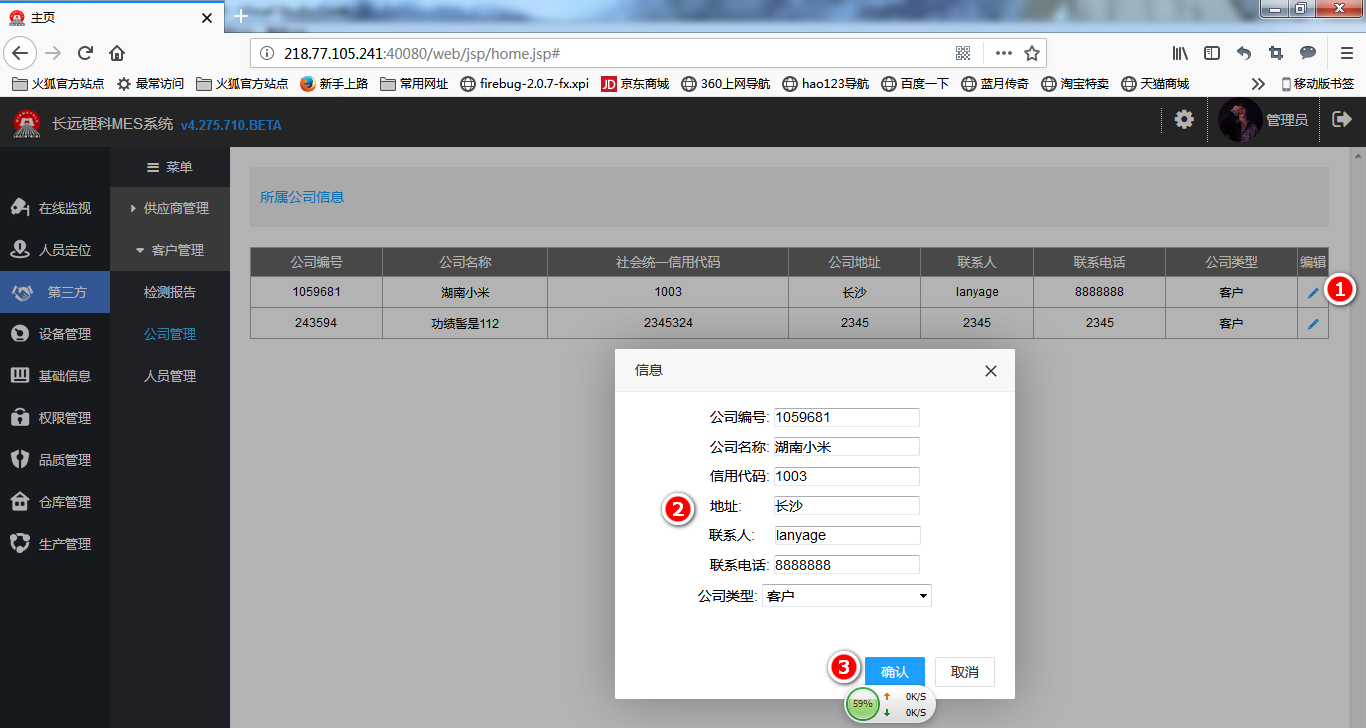 主页
218.77.105.241:40080/web/jsp/home.jsp#
火狐官方站点 最常访问 火狐官方站点 新手上路 常用网址 firebug-2.0.7-fx.xpi JD 京东商城 360上网导航 hao123导航 百度一下 蓝月传奇 淘宝特卖 天猫商城 移动版书签
长远锂科MES系统 v4.275.710.BETA 管理员
菜单
在线监视
人员定位
第三方
设备管理
基础信息
权限管理
品质管理
仓库管理
生产管理
供应商管理
客户管理
检测报告
公司管理
人员管理
所属公司信息
公司编号 公司名称 社会统一信用代码 公司地址 联系人 联系电话 公司类型 编辑
1059681 湖南小米 1003 长沙 lanyage 8888888 客户 1
243594 功绩髻是112 2345324 2345 2345 2345 客户
信息
公司编号: 1059681
公司名称: 湖南小米
信用代码: 1003
2 地址: 长沙
联系人: lanyage
联系电话: 8888888
公司类型: 客户
3 确认 取消
59% 0K/S
0K/S